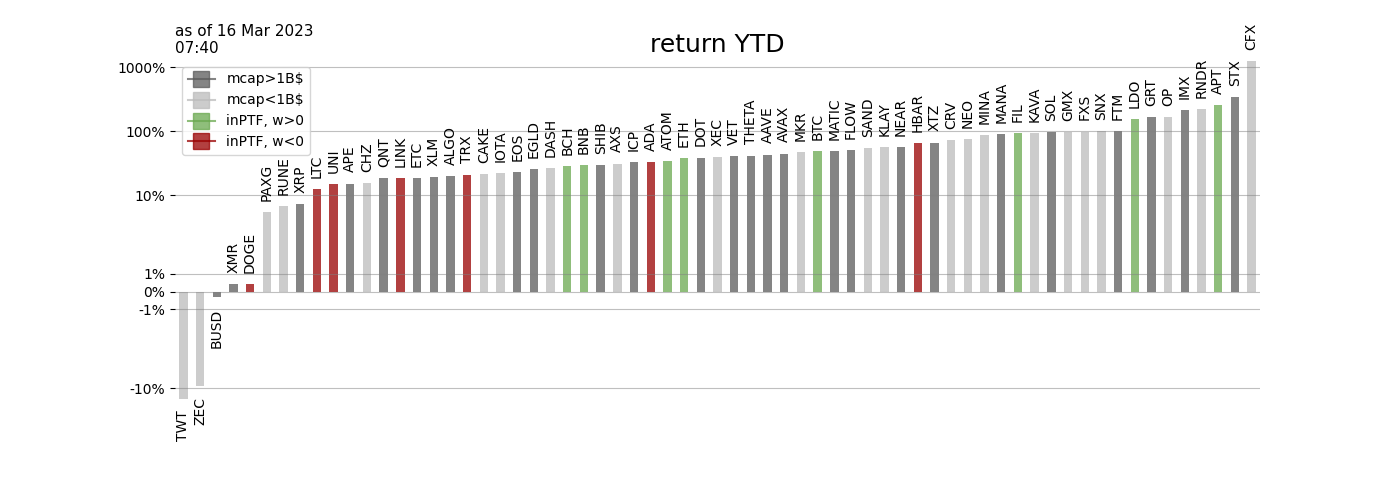 as of 16 Mar 2023
07:40
return YTD
mcap>1B$
mcap<1B$
inPTF, w>0
inPTF, w<0
1000%
100%
10%
1%
0%
-1%
-10%
TWT
ZEC
BUSD
XMR
DOGE
PAXG
RUNE
XRP
LTC
UNI
APE
CHZ
QNT
LINK
ETC
XLM
ALGO
TRX
CAKE
IOTA
EOS
EGLD
DASH
BCH
BNB
SHIB
AXS
ICP
ADA
ATOM
ETH
DOT
XEC
VET
THETA
AAVE
AVAX
MKR
BTC
MATIC
FLOW
SAND
KLAY
NEAR
HBAR
XTZ
CRV
NEO
MINA
MANA
FIL
KAVA
SOL
GMX
FXS
SNX
FTM
LDO
GRT
OP
IMX
RNDR
APT
STX
CFX